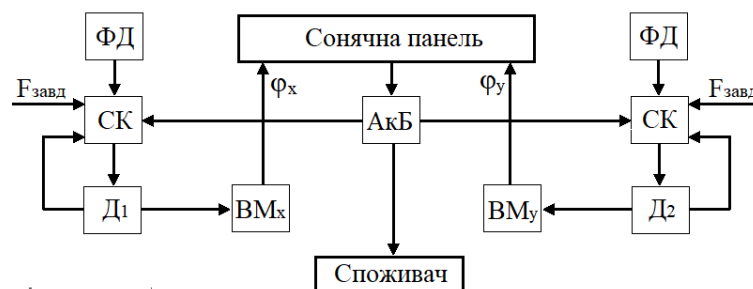 ФД
Сонячна панель
ФД
Fзавд
φx
φy
Fзавд
СК
АкБ
СК
Д1
ВМx
ВМy
Д2
Споживач